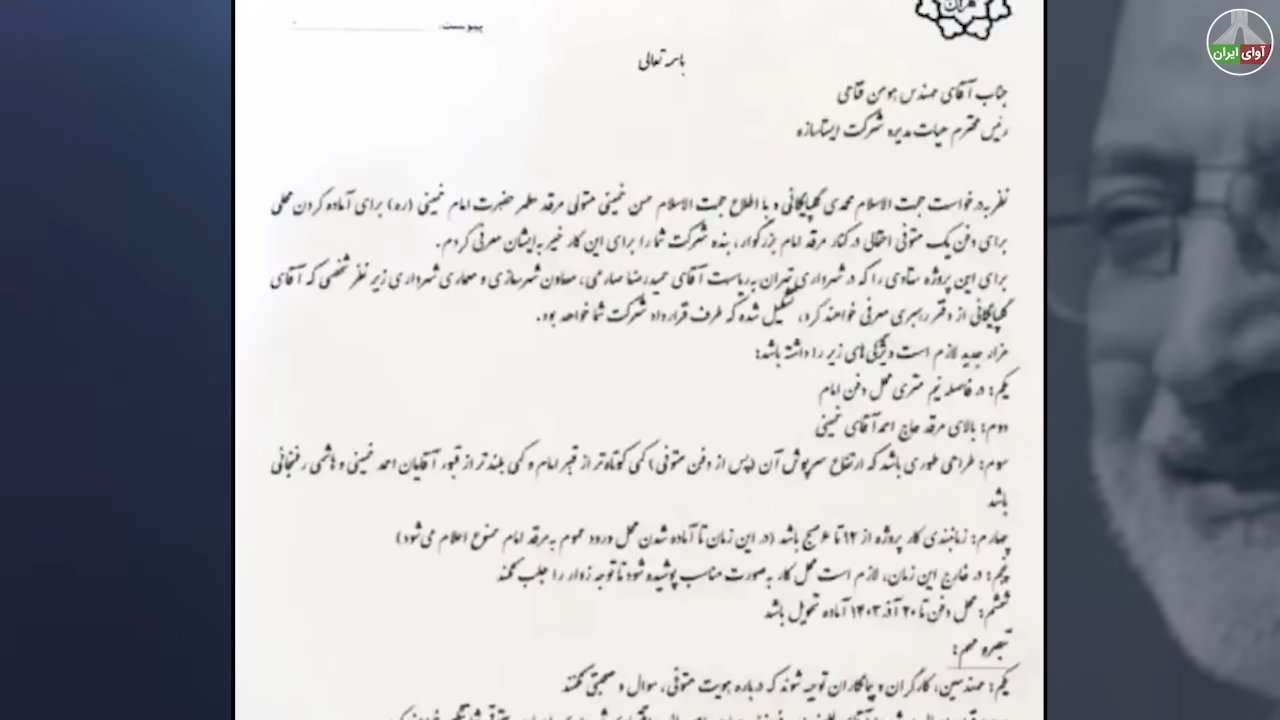 تهران
پیوست:
آوای ایران
باسمه تعالی
جناب آقای مهندس هومن قناعی
رئیس محترم هیات مدیره شرکت ایستاسازه
نظر به درخواست حجت الاسلام محمدی گلپایگانی و با اطلاع حجت الاسلام حسن خمینی متولی مرقد مطهر حضرت امام خمینی (ره) برای آماده کردن محلی
برای دفن یک متوفی احتمالی در کنار مرقد امام بزرگوار، بنده شرکت شما را برای این کار خیر به ایشان معرفی کردم.
برای این پروژه ستادی را که در شهرداری تهران به ریاست آقای حمیدرضا صارمی، معاون شهرسازی و معماری شهرداری زیر نظر شخصی که آقای
گلپایگانی از دفتر رهبری معرفی خواهند کرد، تشکیل شده که طرف قرارداد شرکت شما خواهد بود.
مزار جدید لازم است ویژگی‌های زیر را داشته باشد:
یکم: در فاصله نیم متری محل دفن امام
دوم: بالای مرقد حاج احمد آقای خمینی
سوم: طراحی طوری باشد که ارتفاع سرپوش آن (پس از دفن متوفی) کمی کوتاه‌تر از قبر امام و کمی بلندتر از قبور آقایان احمد خمینی و هاشمی رفسنجانی
باشد
چهارم: زمانبندی کار پروژه از ۱۲ تا ۶ صبح باشد (در این زمان تا آماده شدن محل ورود عموم به مرقد امام ممنوع اعلام می‌شود)
پنجم: در خارج این زمان، لازم است محل کار به صورت مناسب پوشیده شود تا توجه زوار را جلب نکند
ششم: محل دفن تا ۲۰ آذر ۱۴۰۳ آماده تحویل باشد
تبصره مهم:
یکم: مهندسین، کارگران و پیمانکاران توجیه شوند که درباره هویت متوفی، سوال و صحبتی نکنند